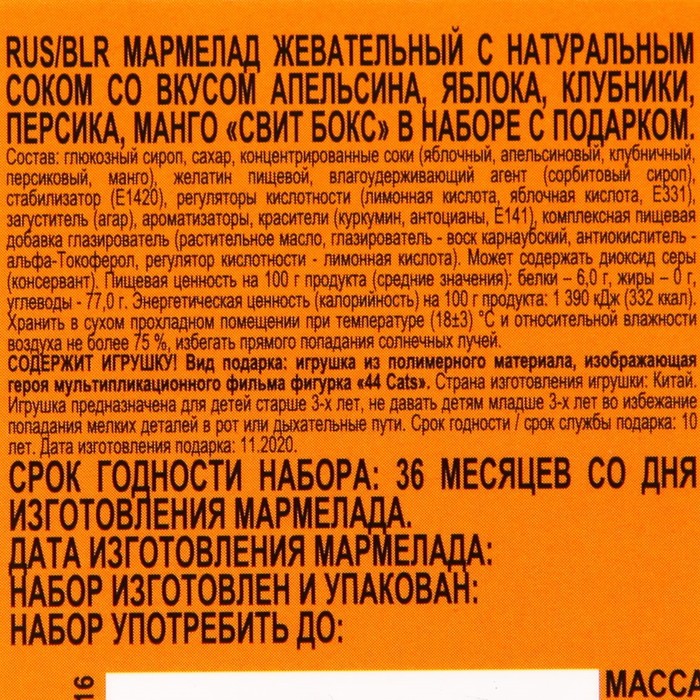 RUS/BLR МАРМЕЛАД ЖЕВАТЕЛЬНЫЙ С НАТУРАЛЬНЫМ
СОКОМ СО ВКУСОМ АПЕЛЬСИНА, ЯБЛОКА, КЛУБНИКИ,
ПЕРСИКА, МАНГО «СВИТ БОКС» В НАБОРЕ С ПОДАРКОМ.
Состав: глюкозный сироп, сахар, концентрированные соки (яблочный, апельсиновый, клубничный,
персиковый, манго), желатин пищевой, влагоудерживающий агент (сорбитовый сироп),
стабилизатор (Е1420), регуляторы кислотности (лимонная кислота, яблочная кислота, Е331),
загуститель (агар), ароматизаторы, красители (куркумин, антоцианы, Е141), комплексная пищевая
добавка глазирователь (растительное масло, глазирователь - воск карнаубский, антиокислитель -
альфа-Токоферол, регулятор кислотности - лимонная кислота). Может содержать диоксид серы
(консервант). Пищевая ценность на 100 г продукта (средние значения): белки – 6,0 г, жиры – 0 г,
углеводы - 77,0 г. Энергетическая ценность (калорийность) на 100 г продукта: 1 390 кДж (332 ккал).
Хранить в сухом прохладном помещении при температуре (18±3) °С и относительной влажности
воздуха не более 75 %, избегать прямого попадания солнечных лучей.
СОДЕРЖИТ ИГРУШКУ! Вид подарка: игрушка из полимерного материала, изображающая
героя мультипликационного фильма фигурка «44 Cats». Страна изготовления игрушки: Китай.
Игрушка предназначена для детей старше 3-х лет, не давать детям младше 3-х лет во избежание
попадания мелких деталей в рот или дыхательные пути. Срок годности / срок службы подарка: 10
лет. Дата изготовления подарка: 11.2020.
СРОК ГОДНОСТИ НАБОРА: 36 МЕСЯЦЕВ СО ДНЯ
ИЗГОТОВЛЕНИЯ МАРМЕЛАДА.
ДАТА ИЗГОТОВЛЕНИЯ МАРМЕЛАДА:
НАБОР ИЗГОТОВЛЕН И УПАКОВАН:
НАБОР УПОТРЕБИТЬ ДО:
16
МАССА